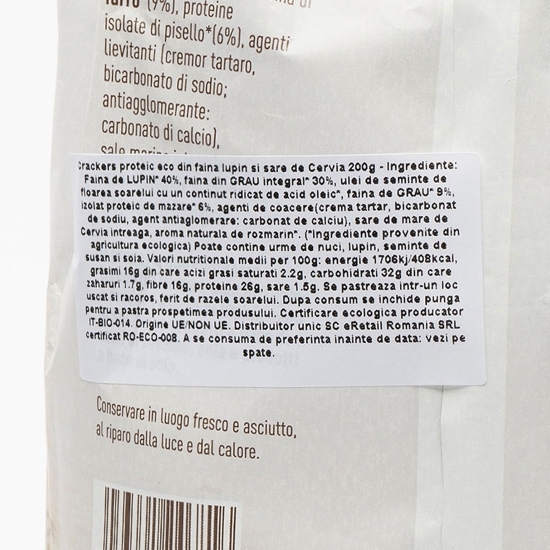 (9%), proteine
isolate di pisello*(6%), agenti
lievitanti (cremor tartaro,
bicarbonato di sodio;
antiagglomerante:
carbonato di calcio),
sale marino
Crackers proteic eco din faina lupin si sare de Cervia 200g - Ingrediente:
Faina de LUPIN* 40%, faina din GRAU integral* 30%, ulei de seminte de
floarea soarelui cu un continut ridicat de acid oleic*, faina de GRAU* 9%,
izolat proteic de mazare* 6%, agenti de coacere(crema tartar, bicarbonat
de sodiu, agent antiaglomerare: carbonat de calciu), sare de mare de
Cervia intreaga, aroma naturala de rozmarin*. (*Ingrediente provenite din
agricultura ecologica) Poate contine urme de nuci, lupin, seminte de
susan si soia. Valori nutritionale medii per 100g: energie 1706kj/408kcal,
grasimi 16g din care acizi grasi saturati 2.2g, carbohidrati 32g din care
zaharuri 1.7g, fibre 16g, proteine 26g, sare 1.5g. Se pastreaza intr-un loc
uscat si racoros, ferit de razele soarelui. Dupa consum se inchide punga
pentru a pastra prospetimea produsului. Certificare ecologica producator
IT-BIO-014. Origine UE/NON UE. Distribuitor unic SC eRetail Romania SRL
certificat RO-ECO-008. A se consuma de preferinta inainte de data: vezi pe
spate.
Conservare in luogo fresco e asciutto,
al riparo dalla luce e dal calore.